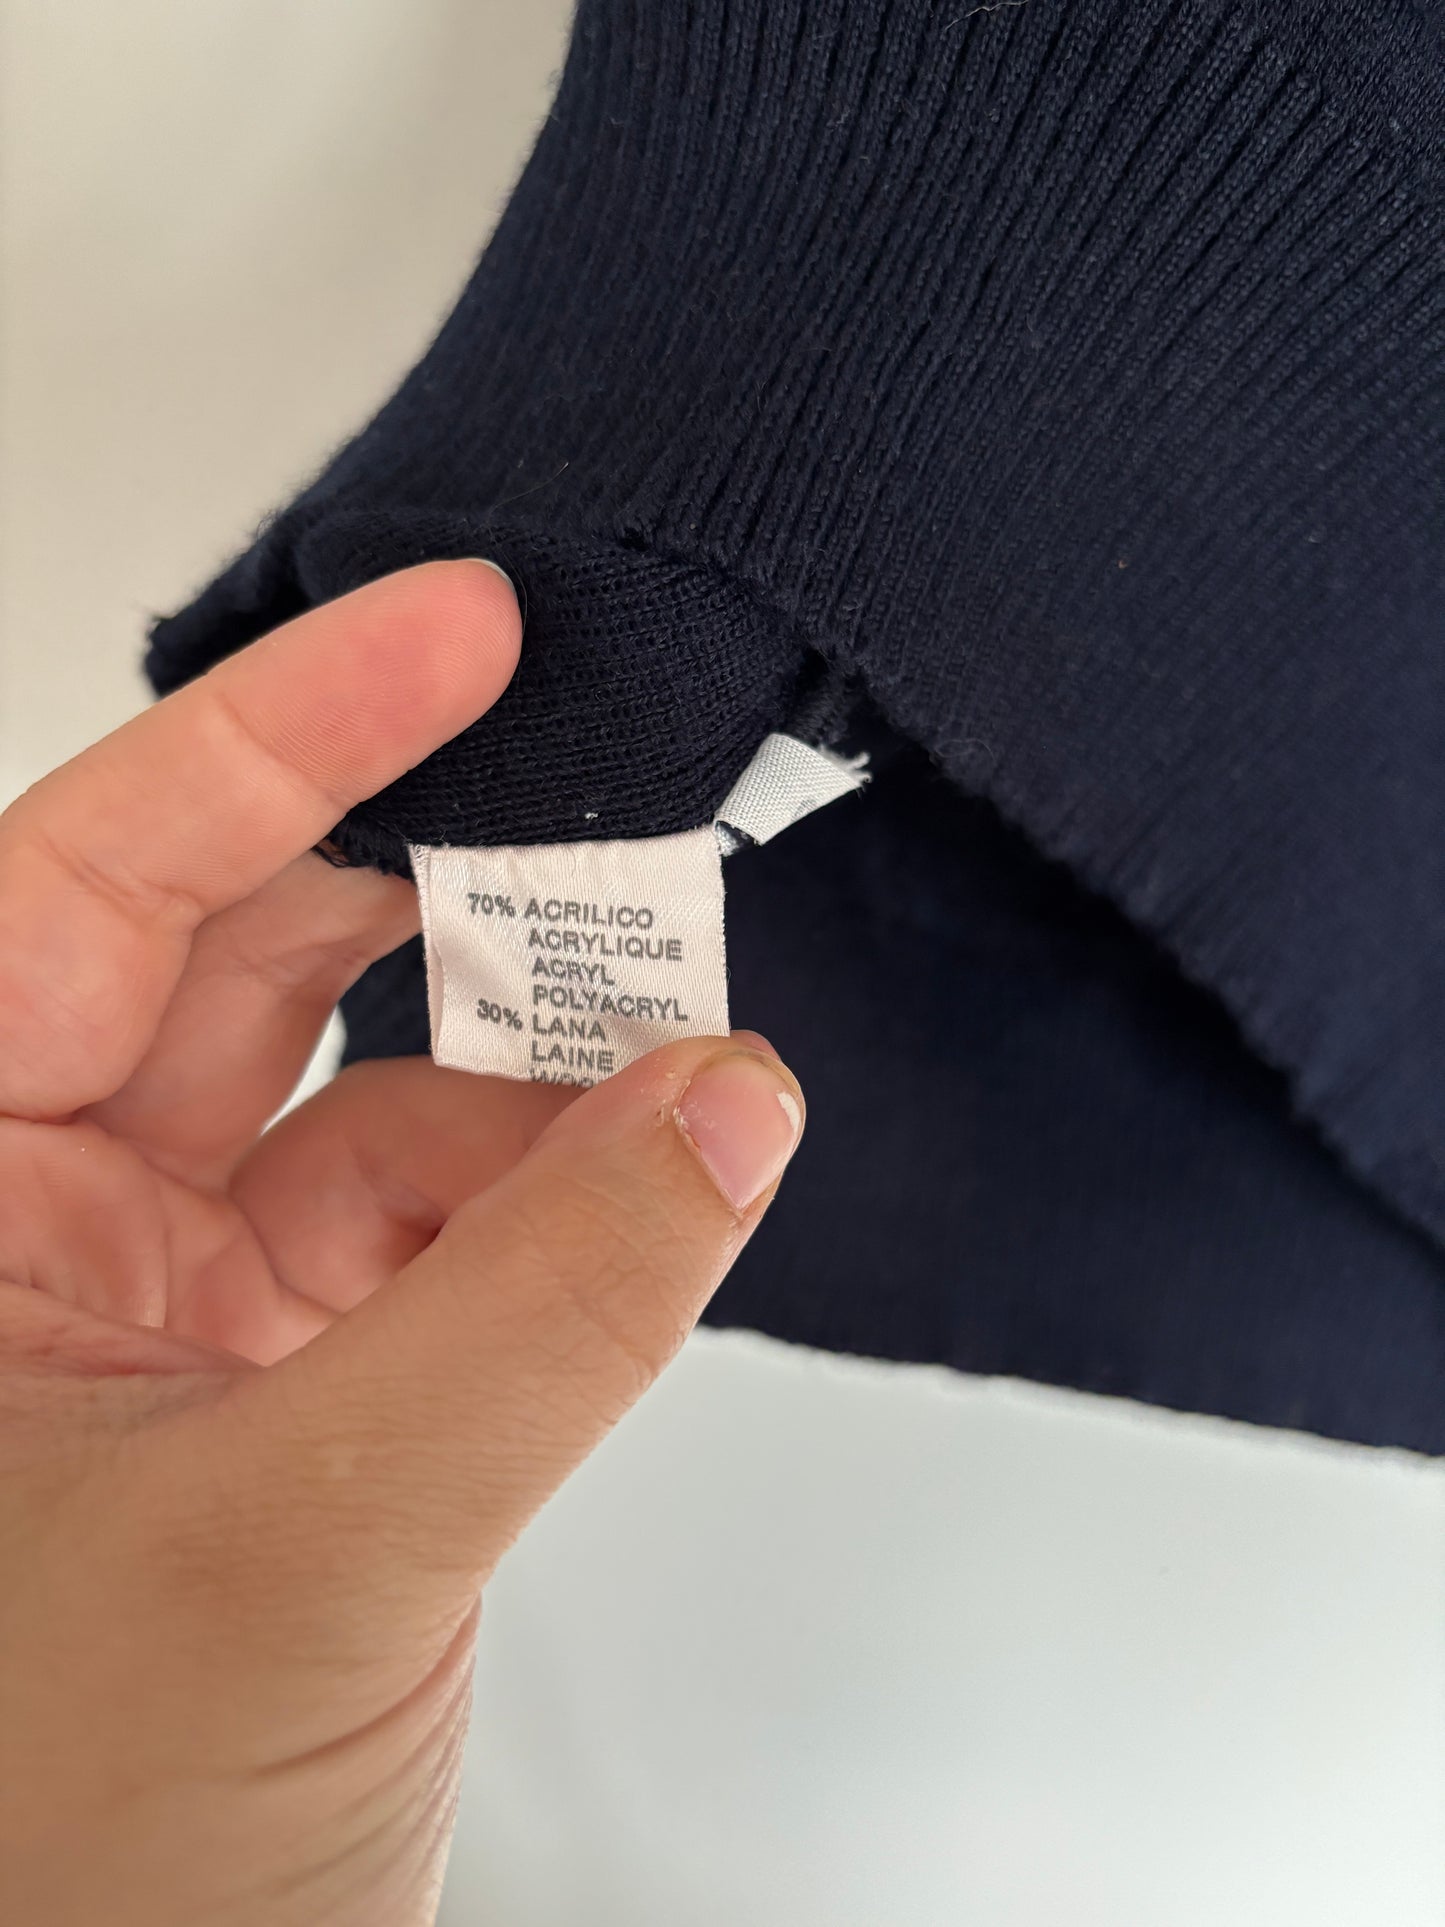 70% ACRILICO
ACRYLIQUE
ACRYL
POLYACRYL
30% LANA
LAINE